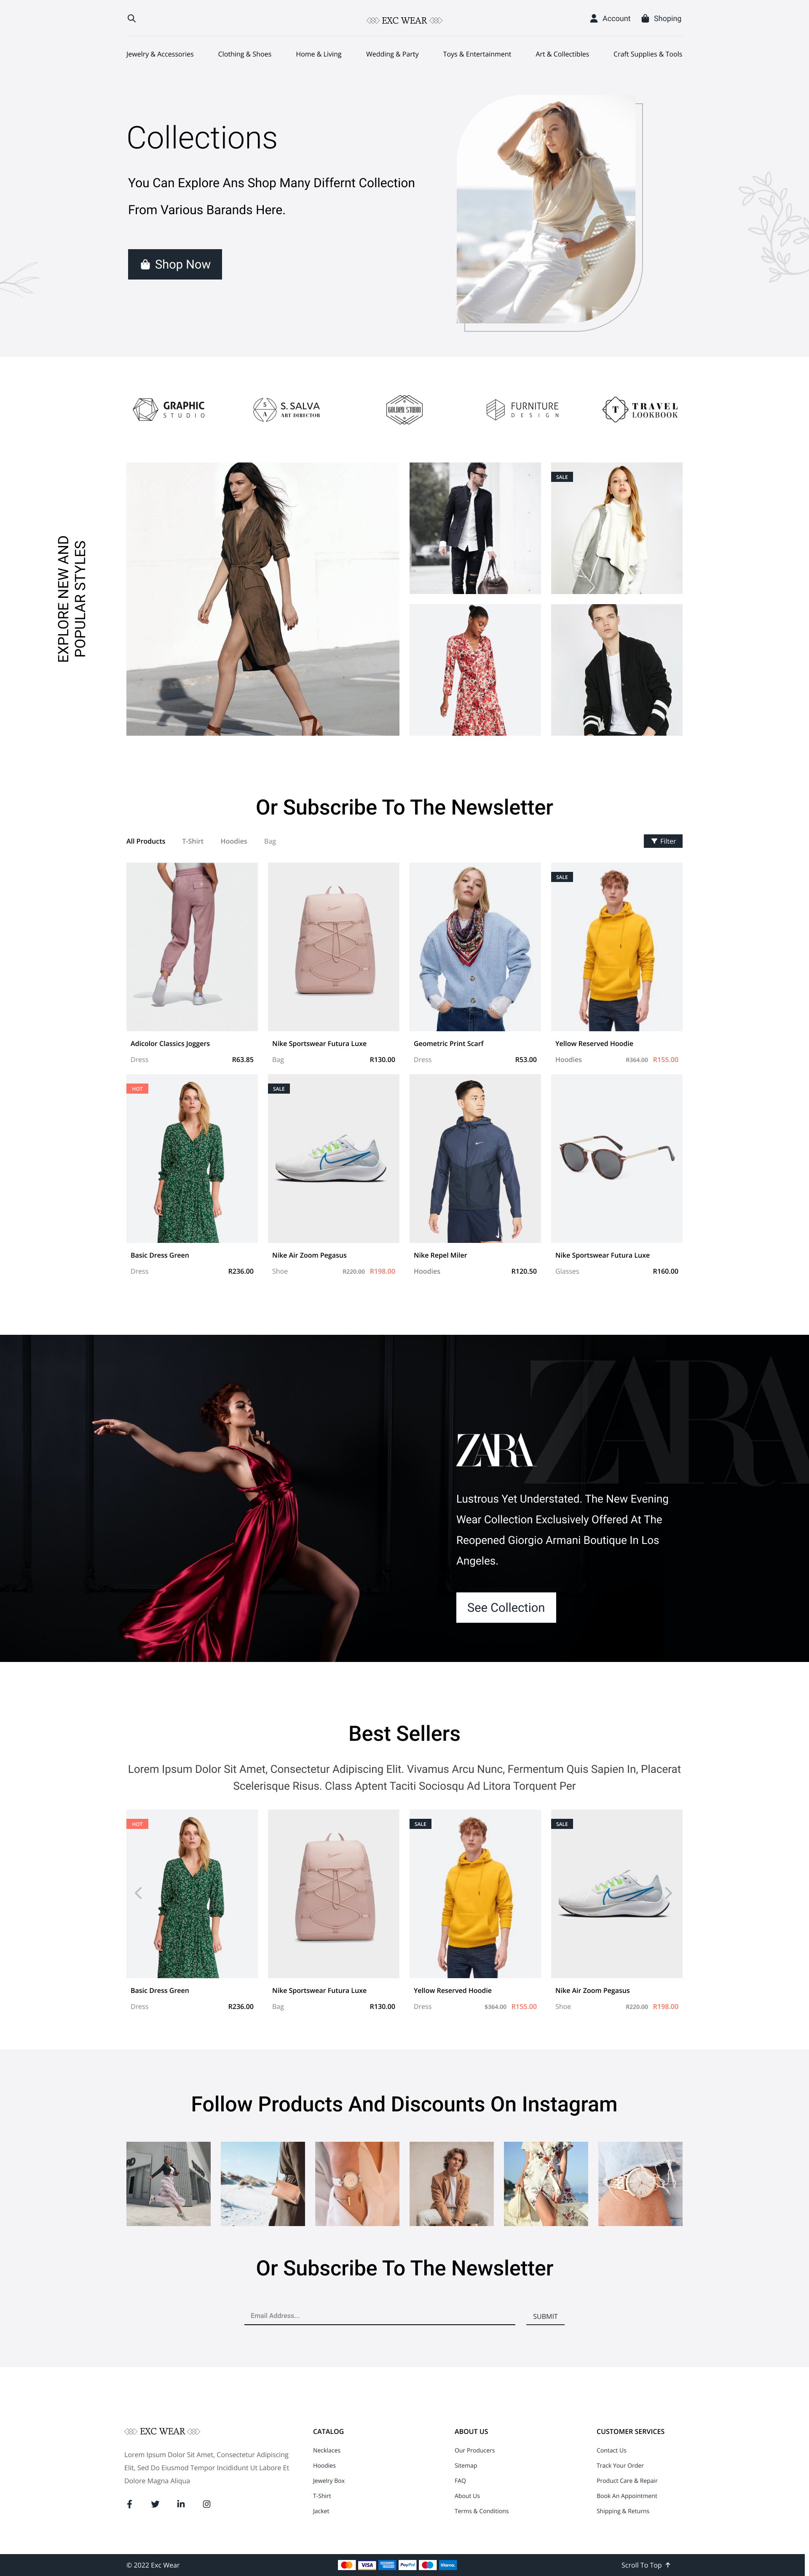 EXC WEAR
Account
Shoping
Jewelry & Accessories
Clothing & Shoes
Home & Living
Wedding & Party
Toys & Entertainment
Art & Collectibles
Craft Supplies & Tools
Collections
You Can Explore Ans Shop Many Differnt Collection
From Various Barands Here.
Shop Now
GRAPHIC
STUDIO
S
A
S. SALVA
ART DIRECTOR
GOLDEN STUDIO
FURNITURE
DESIGN
T
TRAVEL
LOOKBOOK
EXPLORE NEW AND
POPULAR STYLES
SALE
Or Subscribe To The Newsletter
All Products
T-Shirt
Hoodies
Bag
Filter
SALE
Adicolor Classics Joggers
Dress
R63.85
Nike Sportswear Futura Luxe
Bag
R130.00
Geometric Print Scarf
Dress
R53.00
Yellow Reserved Hoodie
Hoodies
R364.00 R155.00
HOT
SALE
Basic Dress Green
Dress
R236.00
Nike Air Zoom Pegasus
Shoe
R220.00 R198.00
Nike Repel Miler
Hoodies
R120.50
Nike Sportswear Futura Luxe
Glasses
R160.00
ZARA
ZARA
Lustrous Yet Understated. The New Evening
Wear Collection Exclusively Offered At The
Reopened Giorgio Armani Boutique In Los
Angeles.
See Collection
Best Sellers
Lorem Ipsum Dolor Sit Amet, Consectetur Adipiscing Elit. Vivamus Arcu Nunc, Fermentum Quis Sapien In, Placerat
Scelerisque Risus. Class Aptent Taciti Sociosqu Ad Litora Torquent Per
HOT
SALE
SALE
Basic Dress Green
Dress
R236.00
Nike Sportswear Futura Luxe
Bag
R130.00
Yellow Reserved Hoodie
Dress
$364.00 R155.00
Nike Air Zoom Pegasus
Shoe
R220.00 R198.00
Follow Products And Discounts On Instagram
Or Subscribe To The Newsletter
Email Address...
SUBMIT
EXC WEAR
Lorem Ipsum Dolor Sit Amet, Consectetur Adipiscing
Elit, Sed Do Eiusmod Tempor Incididunt Ut Labore Et
Dolore Magna Aliqua
CATALOG
Necklaces
Hoodies
Jewelry Box
T-Shirt
Jacket
ABOUT US
Our Producers
Sitemap
FAQ
About Us
Terms & Conditions
CUSTOMER SERVICES
Contact Us
Track Your Order
Product Care & Repair
Book An Appointment
Shipping & Returns
© 2022 Exc Wear
VISA
PayPal
Klarna.
Scroll To Top